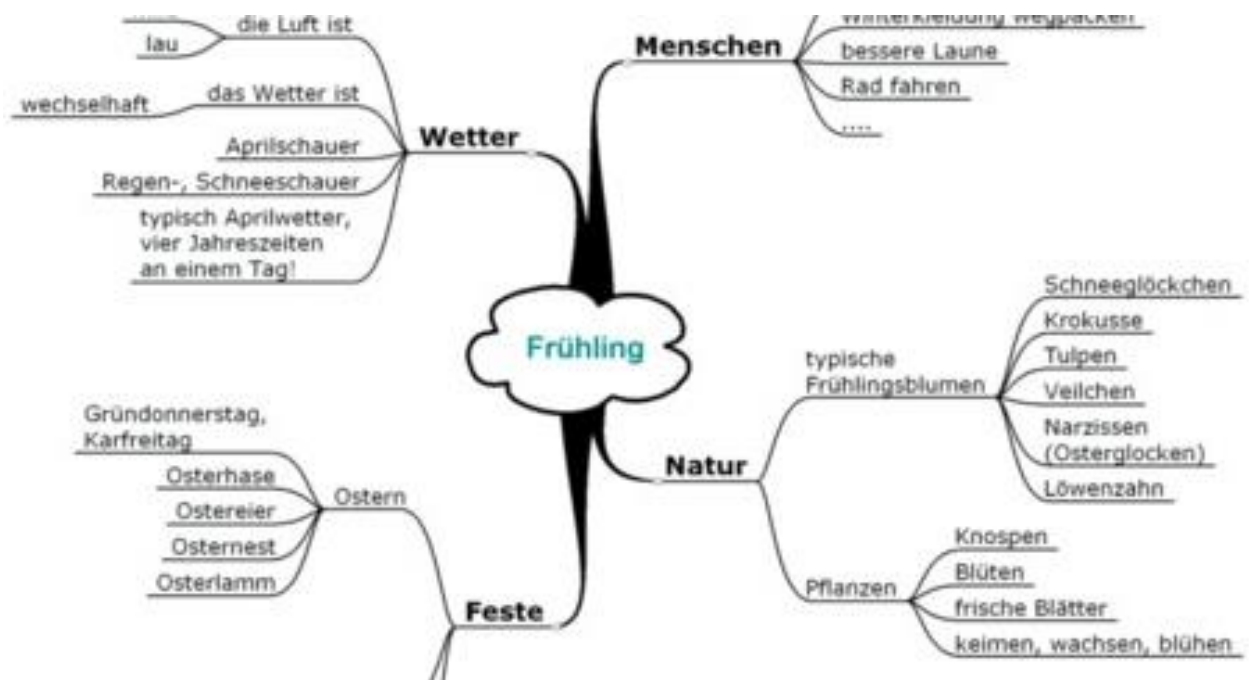 die Luft ist
lau
das Wetter ist
wechselhaft
Wetter
Aprilschauer
Regen-, Schneeschauer
typisch Aprilwetter,
vier Jahreszeiten
an einem Tag!
Menschen
Winterkleidung wegpacken
bessere Laune
Rad fahren
....
Frühling
typische
Frühlingsblumen
Schneeglöckchen
Krokusse
Tulpen
Veilchen
Narzissen
(Osterglocken)
Löwenzahn
Natur
Pflanzen
Knospen
Blüten
frische Blätter
keimen, wachsen, blühen
Gründonnerstag,
Karfreitag
Osterhase
Ostereier
Osternest
Osterlamm
Ostern
Feste